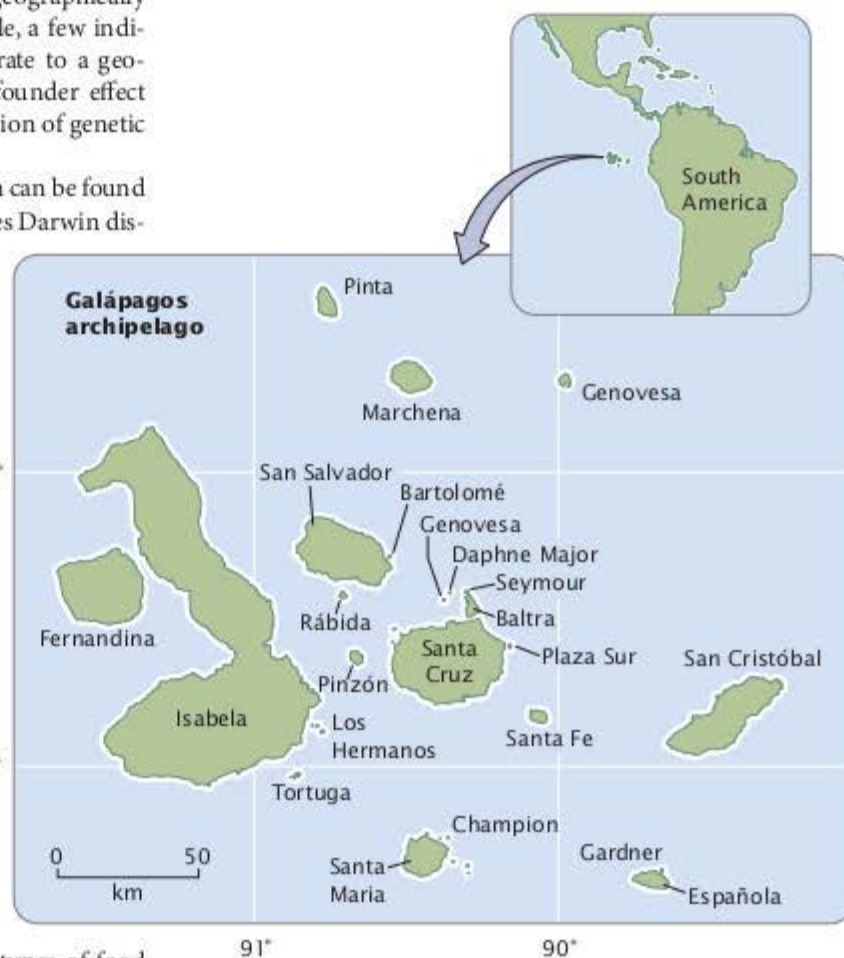 geographically
le, a few indi-
rate to a geo-
founder effect
tion of genetic
n can be found
es Darwin dis-
South
America
Galápagos
archipelago
Pinta
Marchena
Genovesa
San Salvador
Bartolomé
Genovesa
Daphne Major
Seymour
Baltra
Rábida
Fernandina
Santa
Cruz
Plaza Sur
San Cristóbal
Pinzón
Isabela
Los
Hermanos
Santa Fe
Tortuga
Champion
Santa
Maria
Gardner
Española
0 50
km
91° 90°